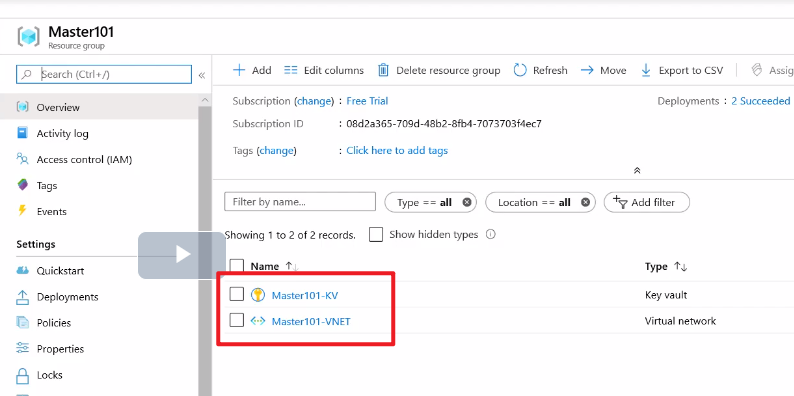 Master101
Resource group
Search (Ctrl+/)
«
Overview
Activity log
Access control (IAM)
Tags
Events
Settings
Quickstart
Deployments
Policies
Properties
Locks
Add Edit columns Delete resource group Refresh Move Export to CSV Assig
Subscription (change) : Free Trial Deployments : 2 Succeeded
Subscription ID : 08d2a365-709d-48b2-8fb4-7073703f4ec7
Tags (change) : Click here to add tags
Filter by name... Type == all Location == all Add filter
Showing 1 to 2 of 2 records. Show hidden types
Name Type
Master101-KV Key vault
Master101-VNET Virtual network